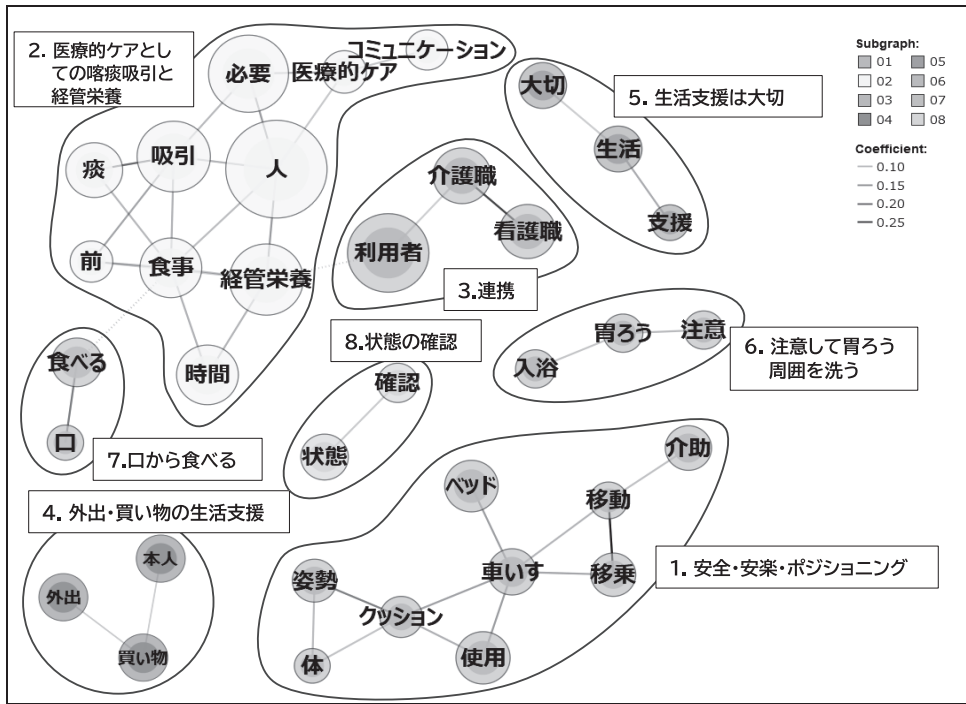 2. 医療的ケアとし
ての喀痰吸引と
経管栄養
必要
医療的ケア
コミュニケーション
吸引
痰
人
前
食事
経管栄養
時間
介護職
利用者
看護職
3.連携
大切
生活
支援
5. 生活支援は大切
Subgraph:
01 05
02 06
03 07
04 08
Coefficient:
0.10
0.15
0.20
0.25
食べる
口
7.口から食べる
8.状態の確認
確認
状態
入浴
胃ろう
注意
6. 注意して胃ろう
周囲を洗う
4. 外出・買い物の生活支援
本人
外出
買い物
介助
ベッド
移動
車いす
移乗
姿勢
クッション
体
使用
1. 安全・安楽・ポジショニング